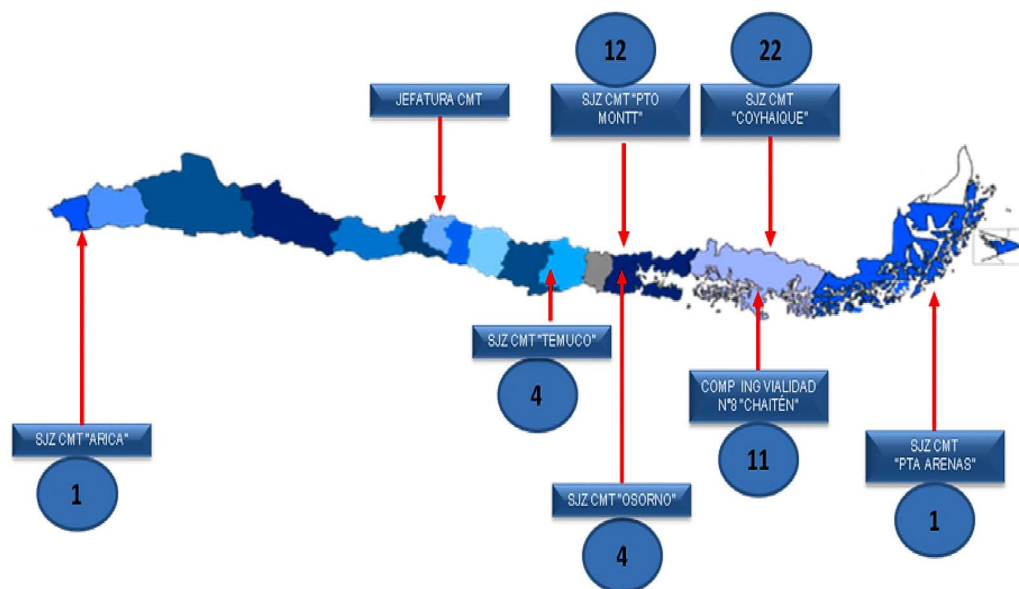 12
22
JEFATURA CMT
SJZ CMT "PTO
MONTT"
SJZ CMT
"COYHAIQUE"
SJZ CMT "TEMUCO"
4
COMP ING VIALIDAD
N°8 "CHAITÉN"
11
SJZ CMT "ARICA"
1
SJZ CMT
"PTA ARENAS"
1
SJZ CMT "OSORNO"
4